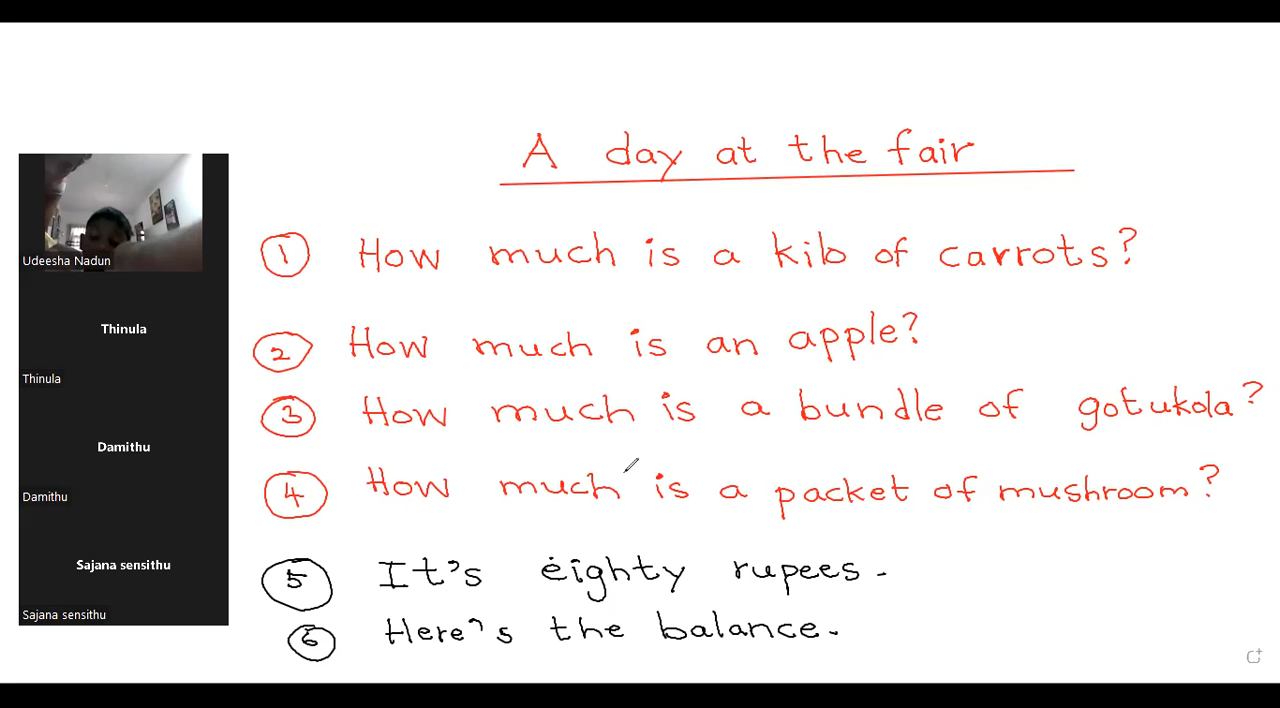 A day at the fair
Udeesha Nadun
Thinula
Thinula
Damithu
Damithu
Sajana sensithu
Sajana sensithu
1 How much is a kilo of carrots?
2 How much is an apple?
3 How much is a bundle of gotukola?
4 How much is a packet of mushroom?
5 It's eighty rupees.
6 Here's the balance.